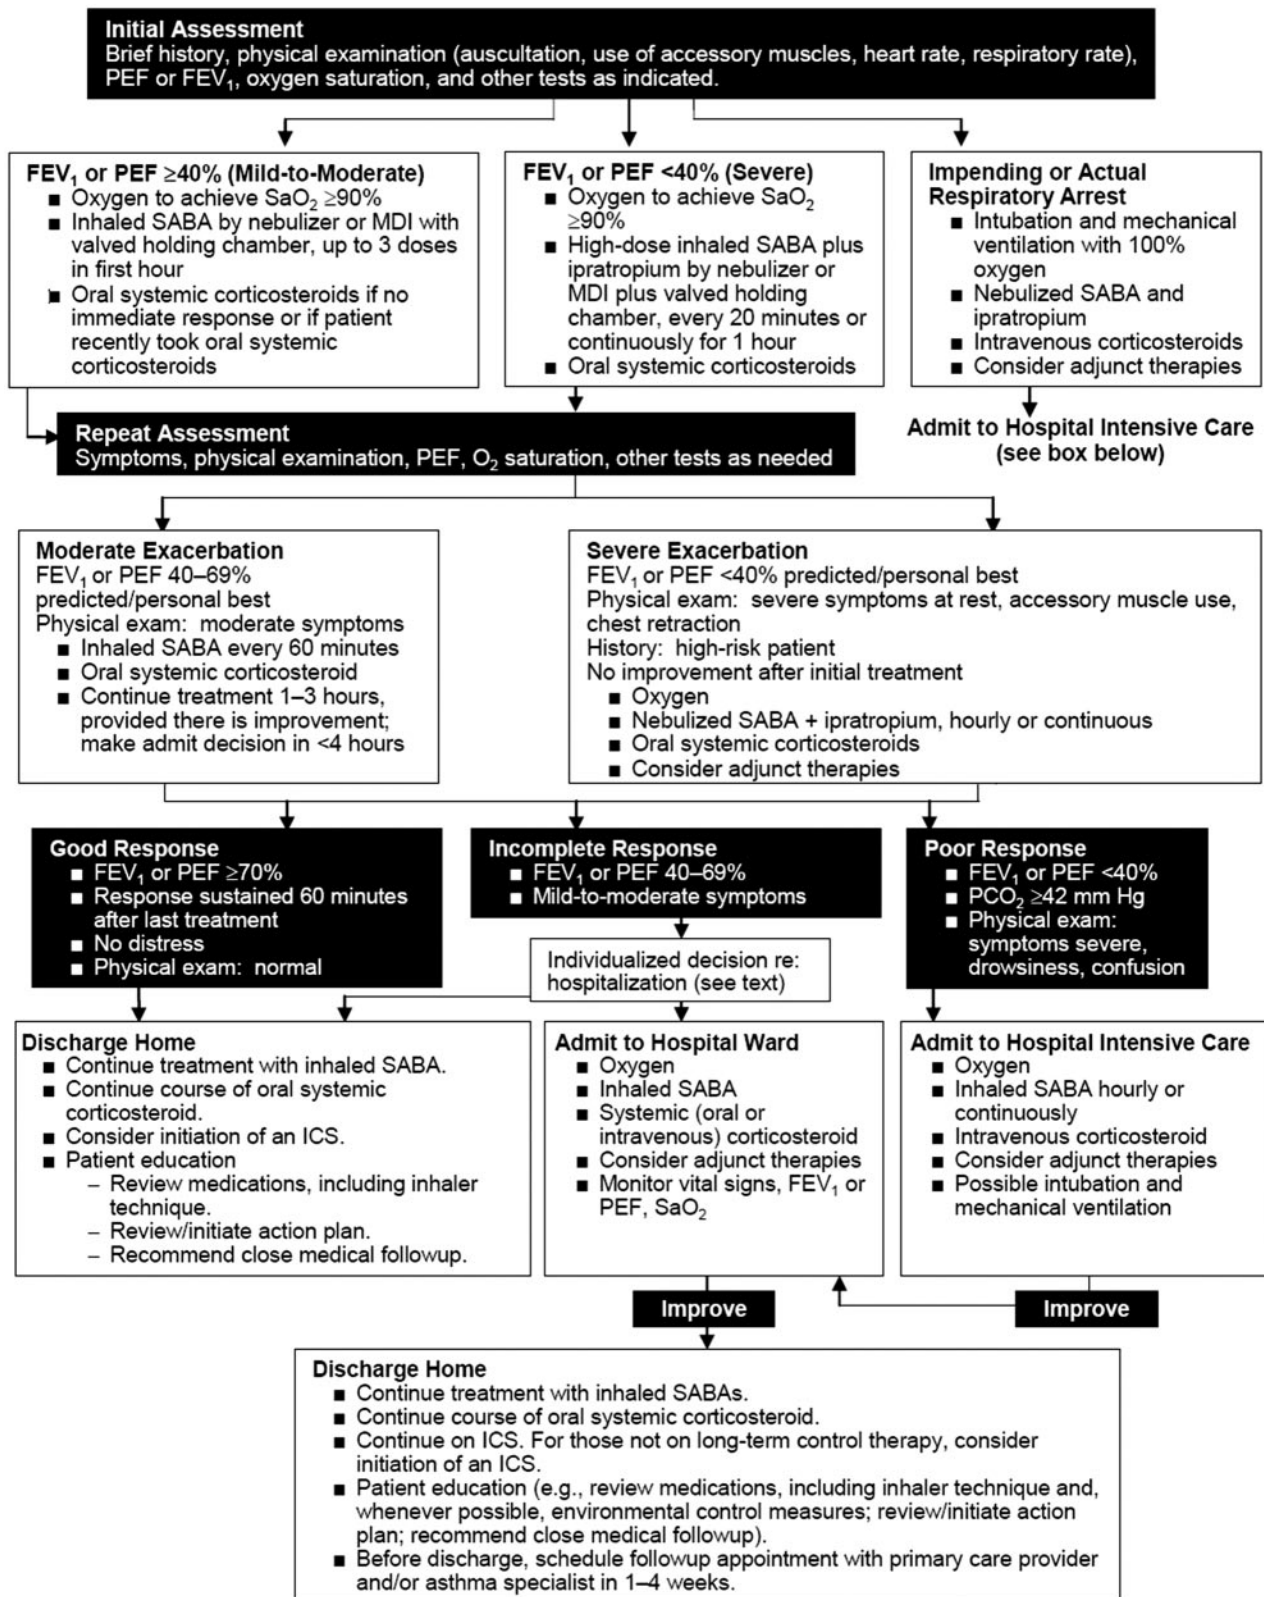 Initial Assessment
Brief history, physical examination (auscultation, use of accessory muscles, heart rate, respiratory rate),
PEF or FEV₁, oxygen saturation, and other tests as indicated.
FEV₁ or PEF ≥40% (Mild-to-Moderate)
■ Oxygen to achieve SaO₂ ≥90%
■ Inhaled SABA by nebulizer or MDI with
valved holding chamber, up to 3 doses
in first hour
■ Oral systemic corticosteroids if no
immediate response or if patient
recently took oral systemic
corticosteroids
FEV₁ or PEF <40% (Severe)
■ Oxygen to achieve SaO₂
≥90%
■ High-dose inhaled SABA plus
ipratropium by nebulizer or
MDI plus valved holding
chamber, every 20 minutes or
continuously for 1 hour
■ Oral systemic corticosteroids
Impending or Actual
Respiratory Arrest
■ Intubation and mechanical
ventilation with 100%
oxygen
■ Nebulized SABA and
ipratropium
■ Intravenous corticosteroids
■ Consider adjunct therapies
Repeat Assessment
Symptoms, physical examination, PEF, O₂ saturation, other tests as needed
Admit to Hospital Intensive Care
(see box below)
Moderate Exacerbation
FEV₁ or PEF 40–69%
predicted/personal best
Physical exam: moderate symptoms
■ Inhaled SABA every 60 minutes
■ Oral systemic corticosteroid
■ Continue treatment 1–3 hours,
provided there is improvement;
make admit decision in <4 hours
Severe Exacerbation
FEV₁ or PEF <40% predicted/personal best
Physical exam: severe symptoms at rest, accessory muscle use,
chest retraction
History: high-risk patient
No improvement after initial treatment
■ Oxygen
■ Nebulized SABA + ipratropium, hourly or continuous
■ Oral systemic corticosteroids
■ Consider adjunct therapies
Good Response
■ FEV₁ or PEF ≥70%
■ Response sustained 60 minutes
after last treatment
■ No distress
■ Physical exam: normal
Incomplete Response
■ FEV₁ or PEF 40–69%
■ Mild-to-moderate symptoms
Poor Response
■ FEV₁ or PEF <40%
■ PCO₂ ≥42 mm Hg
■ Physical exam:
symptoms severe,
drowsiness, confusion
Individualized decision re:
hospitalization (see text)
Discharge Home
■ Continue treatment with inhaled SABA.
■ Continue course of oral systemic
corticosteroid.
■ Consider initiation of an ICS.
■ Patient education
– Review medications, including inhaler
technique.
– Review/initiate action plan.
– Recommend close medical followup.
Admit to Hospital Ward
■ Oxygen
■ Inhaled SABA
■ Systemic (oral or
intravenous) corticosteroid
■ Consider adjunct therapies
■ Monitor vital signs, FEV₁ or
PEF, SaO₂
Admit to Hospital Intensive Care
■ Oxygen
■ Inhaled SABA hourly or
continuously
■ Intravenous corticosteroid
■ Consider adjunct therapies
■ Possible intubation and
mechanical ventilation
Improve
Improve
Discharge Home
■ Continue treatment with inhaled SABAs.
■ Continue course of oral systemic corticosteroid.
■ Continue on ICS. For those not on long-term control therapy, consider
initiation of an ICS.
■ Patient education (e.g., review medications, including inhaler technique and,
whenever possible, environmental control measures; review/initiate action
plan; recommend close medical followup).
■ Before discharge, schedule followup appointment with primary care provider
and/or asthma specialist in 1–4 weeks.